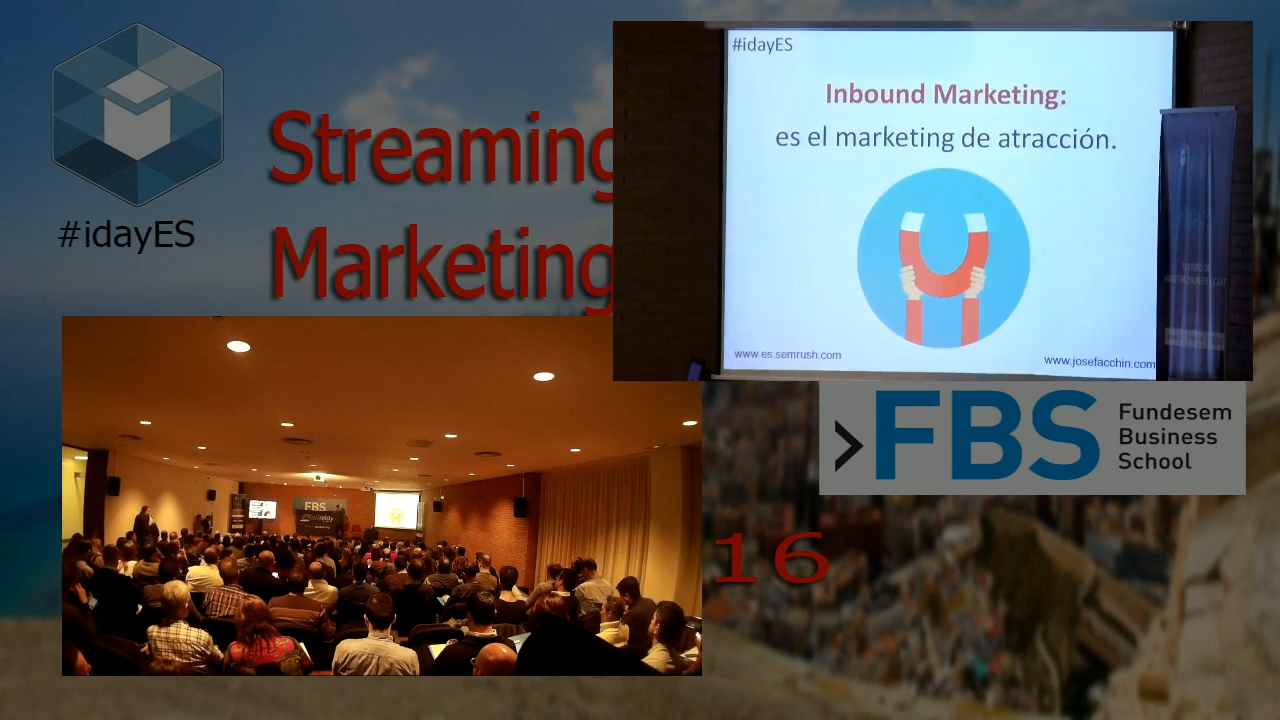 #idayES
Streaming
Marketing
16
#idayES
Inbound Marketing:
es el marketing de atracción.
www.es.semrush.com
www.josefacchin.com
FBS
Fundesem
Business
School
FBS